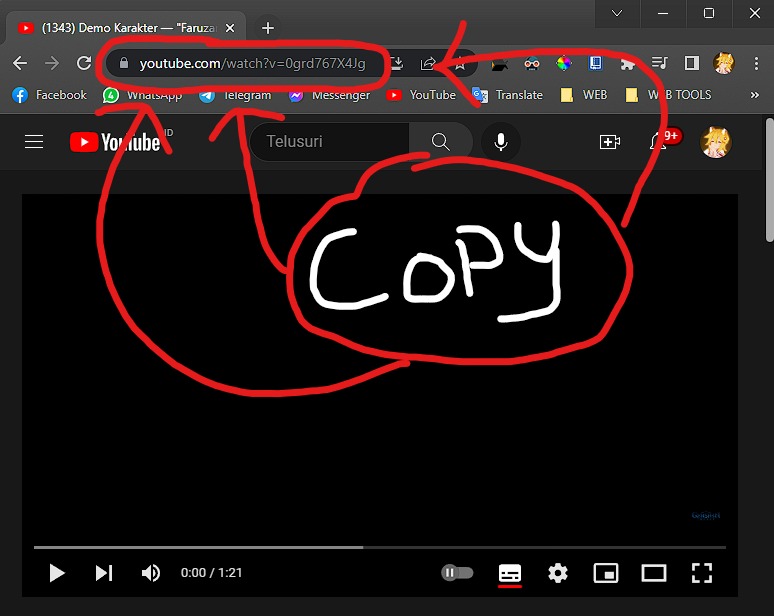 (1343) Demo Karakter — "Faruza
youtube.com/watch?v=0grd767X4Jg
Facebook WhatsApp Telegram Messenger YouTube Translate WEB WEB TOOLS »
YouTube ID Telusuri 9+
COPY
0:00 / 1:21